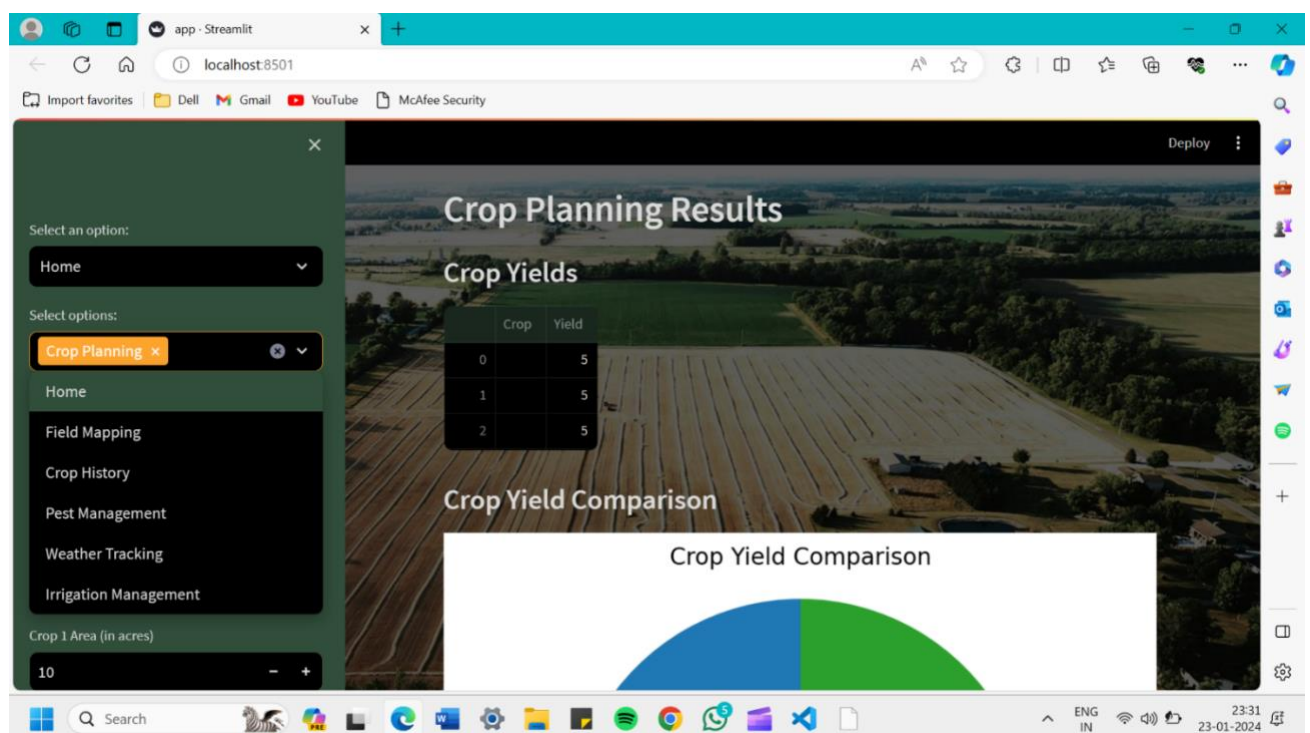 app · Streamlit
localhost:8501
Import favorites
Dell
Gmail
YouTube
McAfee Security
Deploy
Select an option:
Home
Select options:
Crop Planning
Home
Field Mapping
Crop History
Pest Management
Weather Tracking
Irrigation Management
Crop 1 Area (in acres)
10
Crop Planning Results
Crop Yields
Crop Yield
0 5
1 5
2 5
Crop Yield Comparison
Crop Yield Comparison
Search
PRE
5
ENG
IN
23:31
23-01-2024